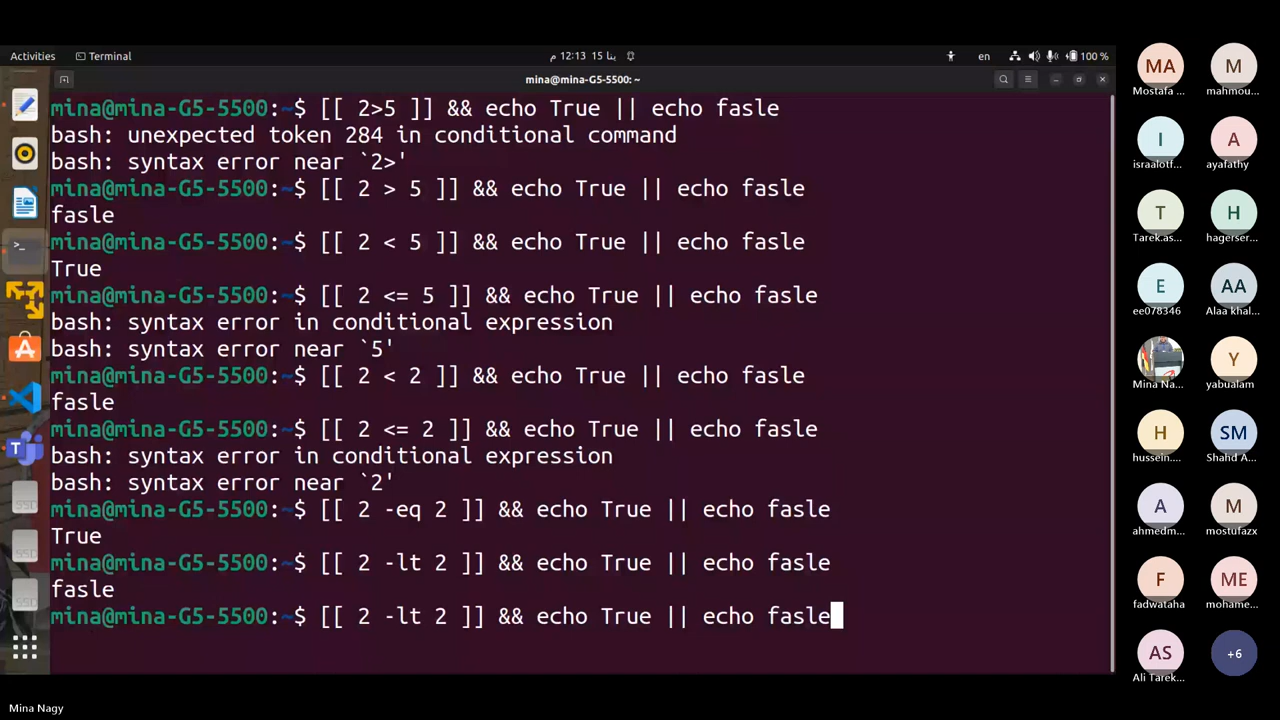 Activities
Terminal
م 12:13 15 ينا
en
100 %
mina@mina-G5-5500: ~
mina@mina-G5-5500:~$ [[ 2>5 ]] && echo True || echo fasle
bash: unexpected token 284 in conditional command
bash: syntax error near `2>'
mina@mina-G5-5500:~$ [[ 2 > 5 ]] && echo True || echo fasle
fasle
mina@mina-G5-5500:~$ [[ 2 < 5 ]] && echo True || echo fasle
True
mina@mina-G5-5500:~$ [[ 2 <= 5 ]] && echo True || echo fasle
bash: syntax error in conditional expression
bash: syntax error near `5'
mina@mina-G5-5500:~$ [[ 2 < 2 ]] && echo True || echo fasle
fasle
mina@mina-G5-5500:~$ [[ 2 <= 2 ]] && echo True || echo fasle
bash: syntax error in conditional expression
bash: syntax error near `2'
mina@mina-G5-5500:~$ [[ 2 -eq 2 ]] && echo True || echo fasle
True
mina@mina-G5-5500:~$ [[ 2 -lt 2 ]] && echo True || echo fasle
fasle
mina@mina-G5-5500:~$ [[ 2 -lt 2 ]] && echo True || echo fasle
MA
Mostafa ...
M
mahmou...
I
israalotf...
A
ayafathy
T
Tarek.as...
H
hagerser...
E
ee078346
AA
Alaa khal...
Mina Na...
Y
yabualam
H
hussein....
SM
Shahd A...
A
ahmedm...
M
mostufazx
F
fadwataha
ME
mohame...
AS
Ali Tarek...
+6
Mina Nagy